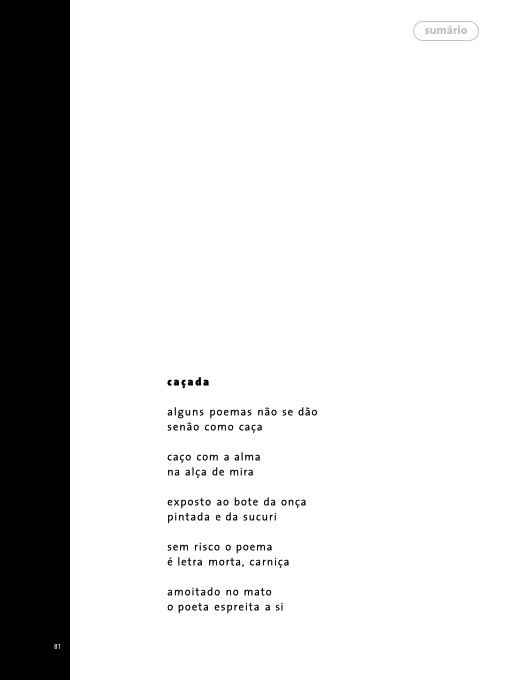 sumário
caçada
alguns poemas não se dão
senão como caça
caço com a alma
na alça de mira
exposto ao bote da onça
pintada e da sucuri
sem risco o poema
é letra morta, carniça
amoitado no mato
o poeta espreita a si
81